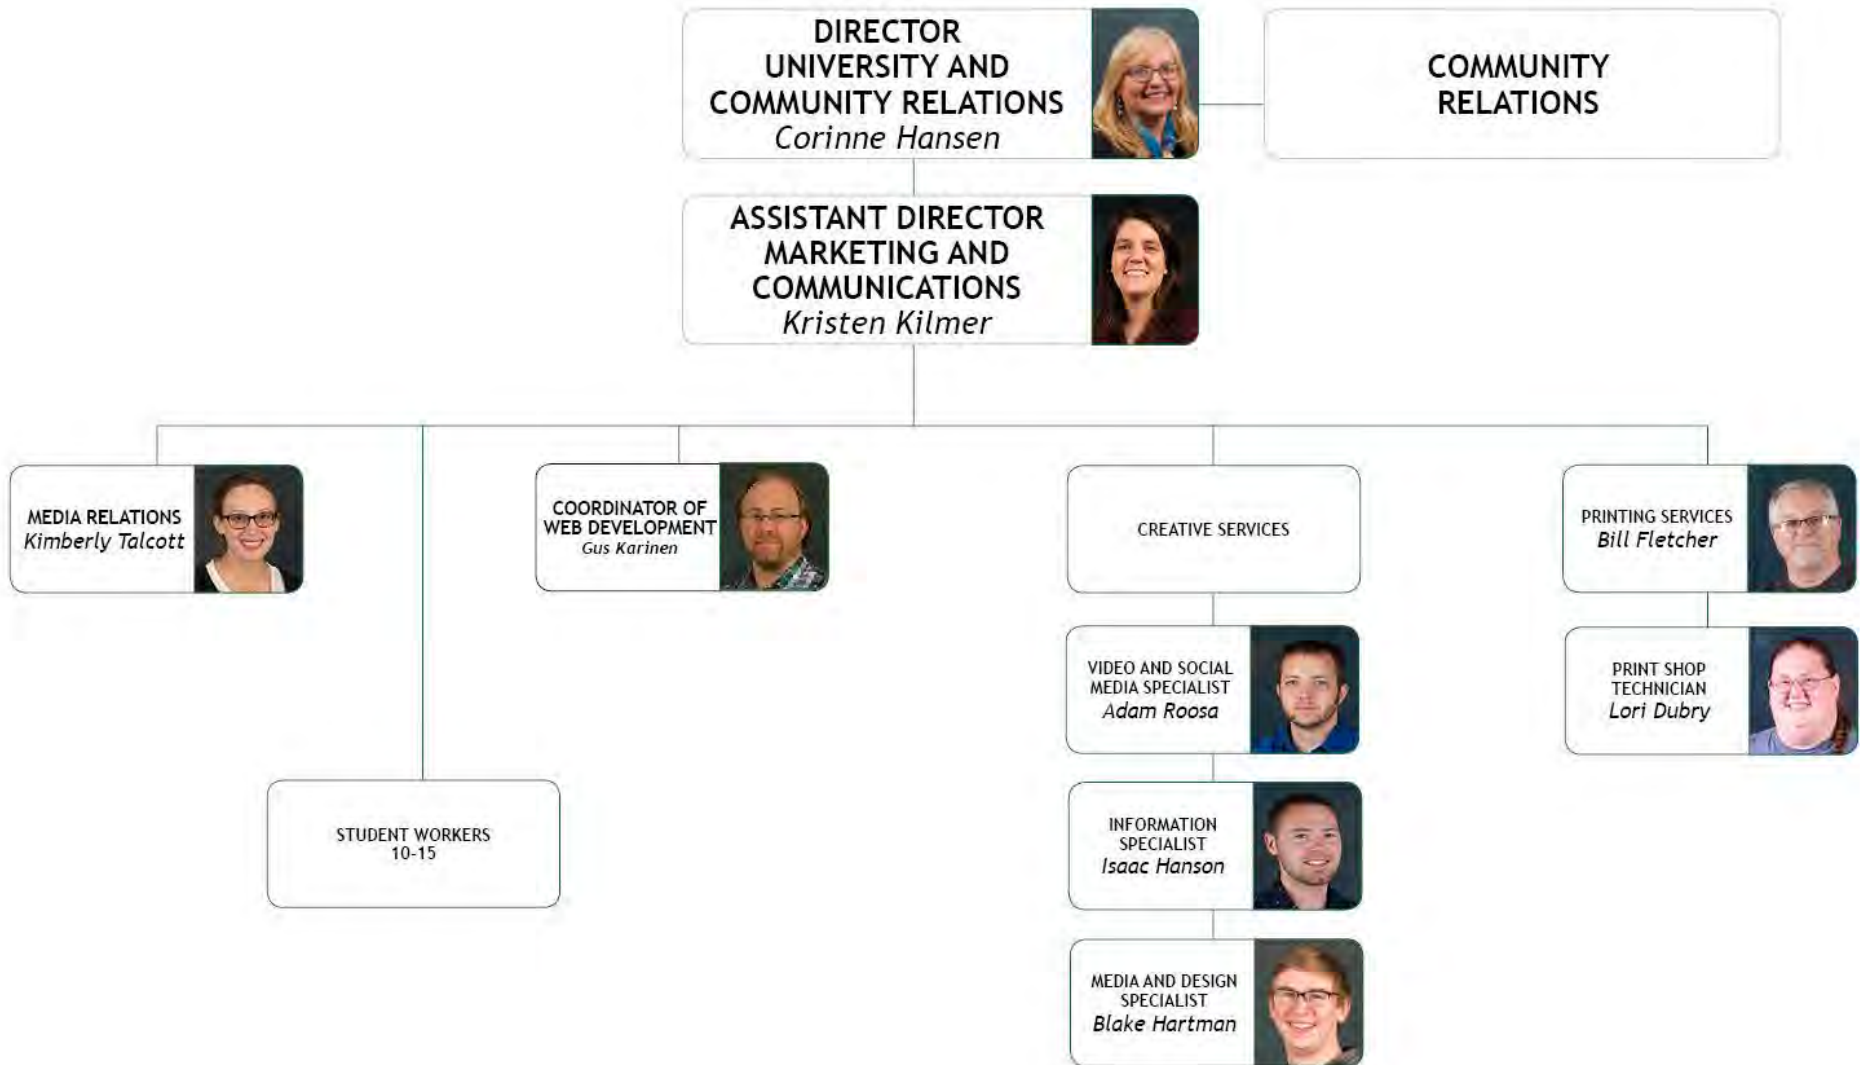 DIRECTOR
UNIVERSITY AND
COMMUNITY RELATIONS
Corinne Hansen
COMMUNITY
RELATIONS
ASSISTANT DIRECTOR
MARKETING AND
COMMUNICATIONS
Kristen Kilmer
MEDIA RELATIONS
Kimberly Talcott
COORDINATOR OF
WEB DEVELOPMENT
Gus Karinen
CREATIVE SERVICES
PRINTING SERVICES
Bill Fletcher
VIDEO AND SOCIAL
MEDIA SPECIALIST
Adam Roosa
PRINT SHOP
TECHNICIAN
Lori Dubry
STUDENT WORKERS
10-15
INFORMATION
SPECIALIST
Isaac Hanson
MEDIA AND DESIGN
SPECIALIST
Blake Hartman